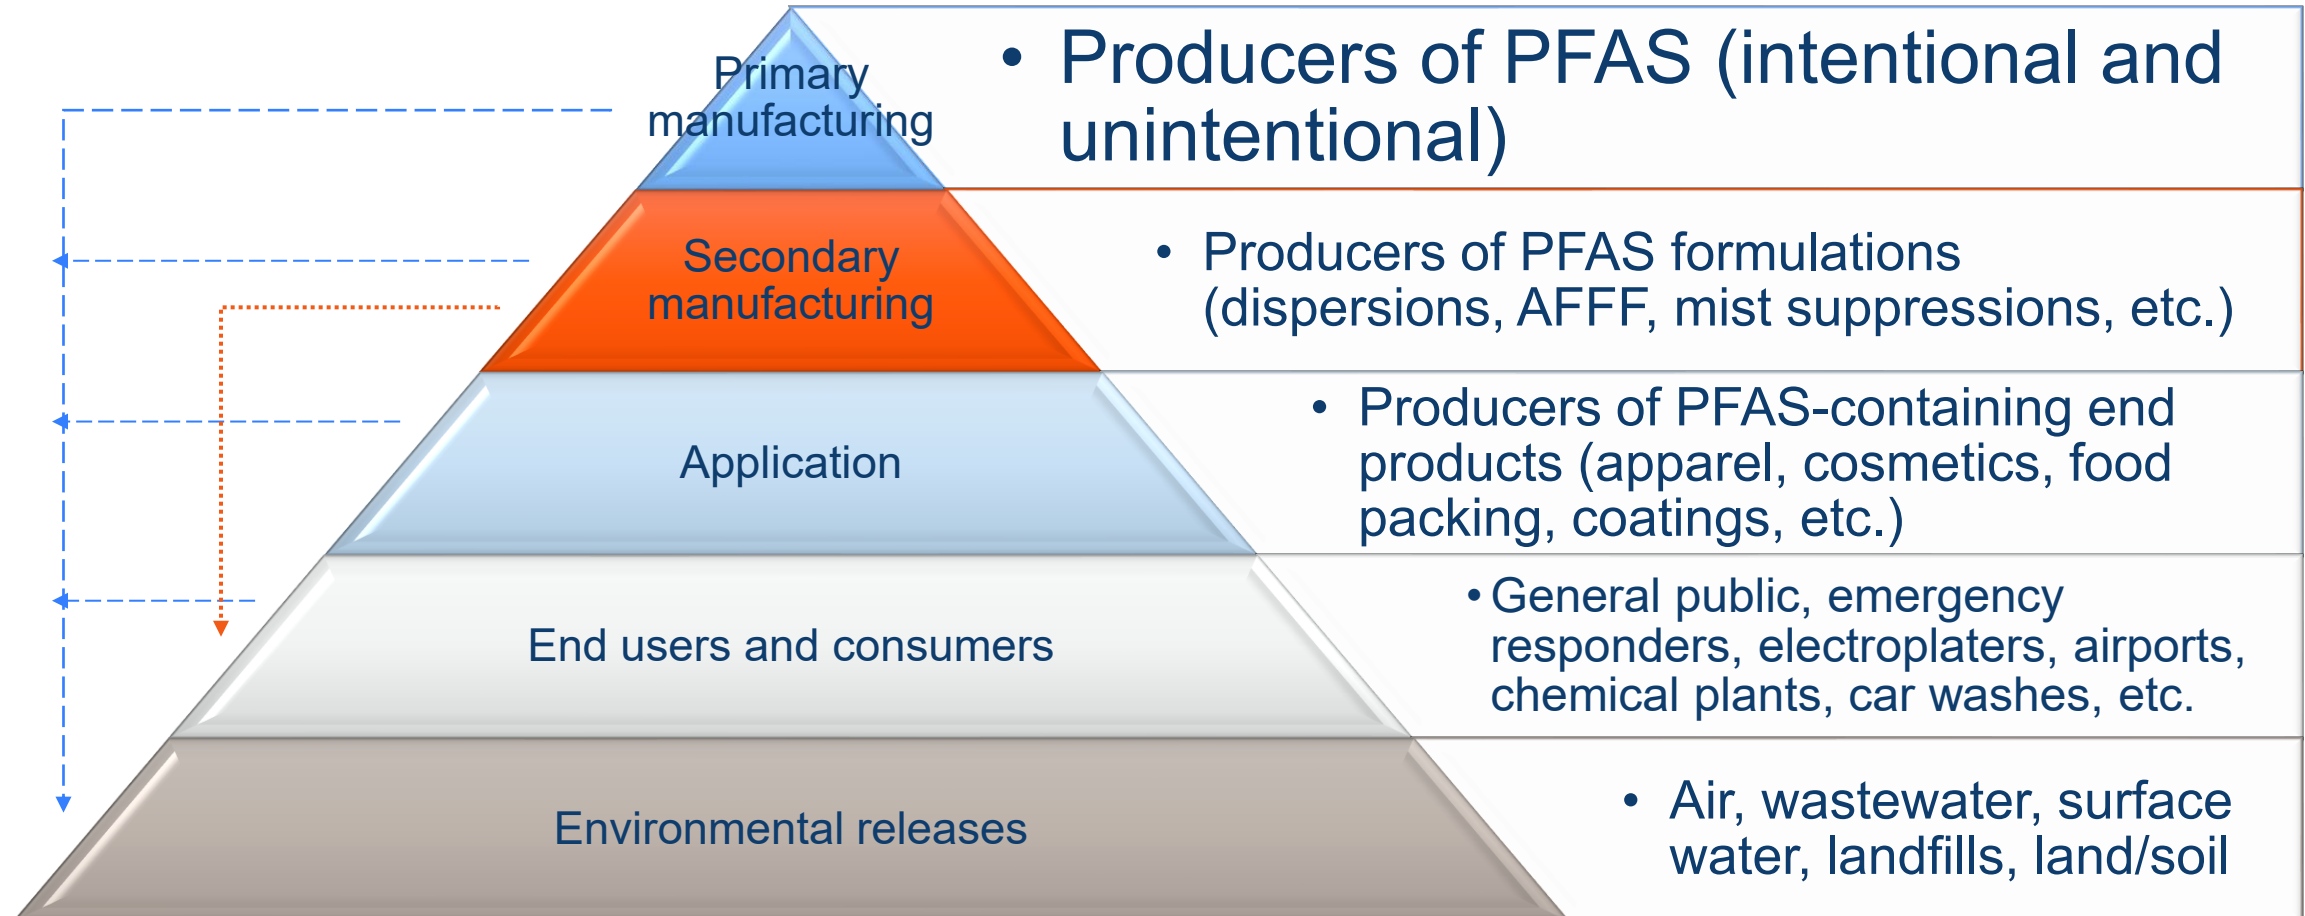 Primary
manufacturing
• Producers of PFAS (intentional and
unintentional)
Secondary
manufacturing
• Producers of PFAS formulations
(dispersions, AFFF, mist suppressions, etc.)
Application
• Producers of PFAS-containing end
products (apparel, cosmetics, food
packing, coatings, etc.)
End users and consumers
• General public, emergency
responders, electroplaters, airports,
chemical plants, car washes, etc.
Environmental releases
• Air, wastewater, surface
water, landfills, land/soil